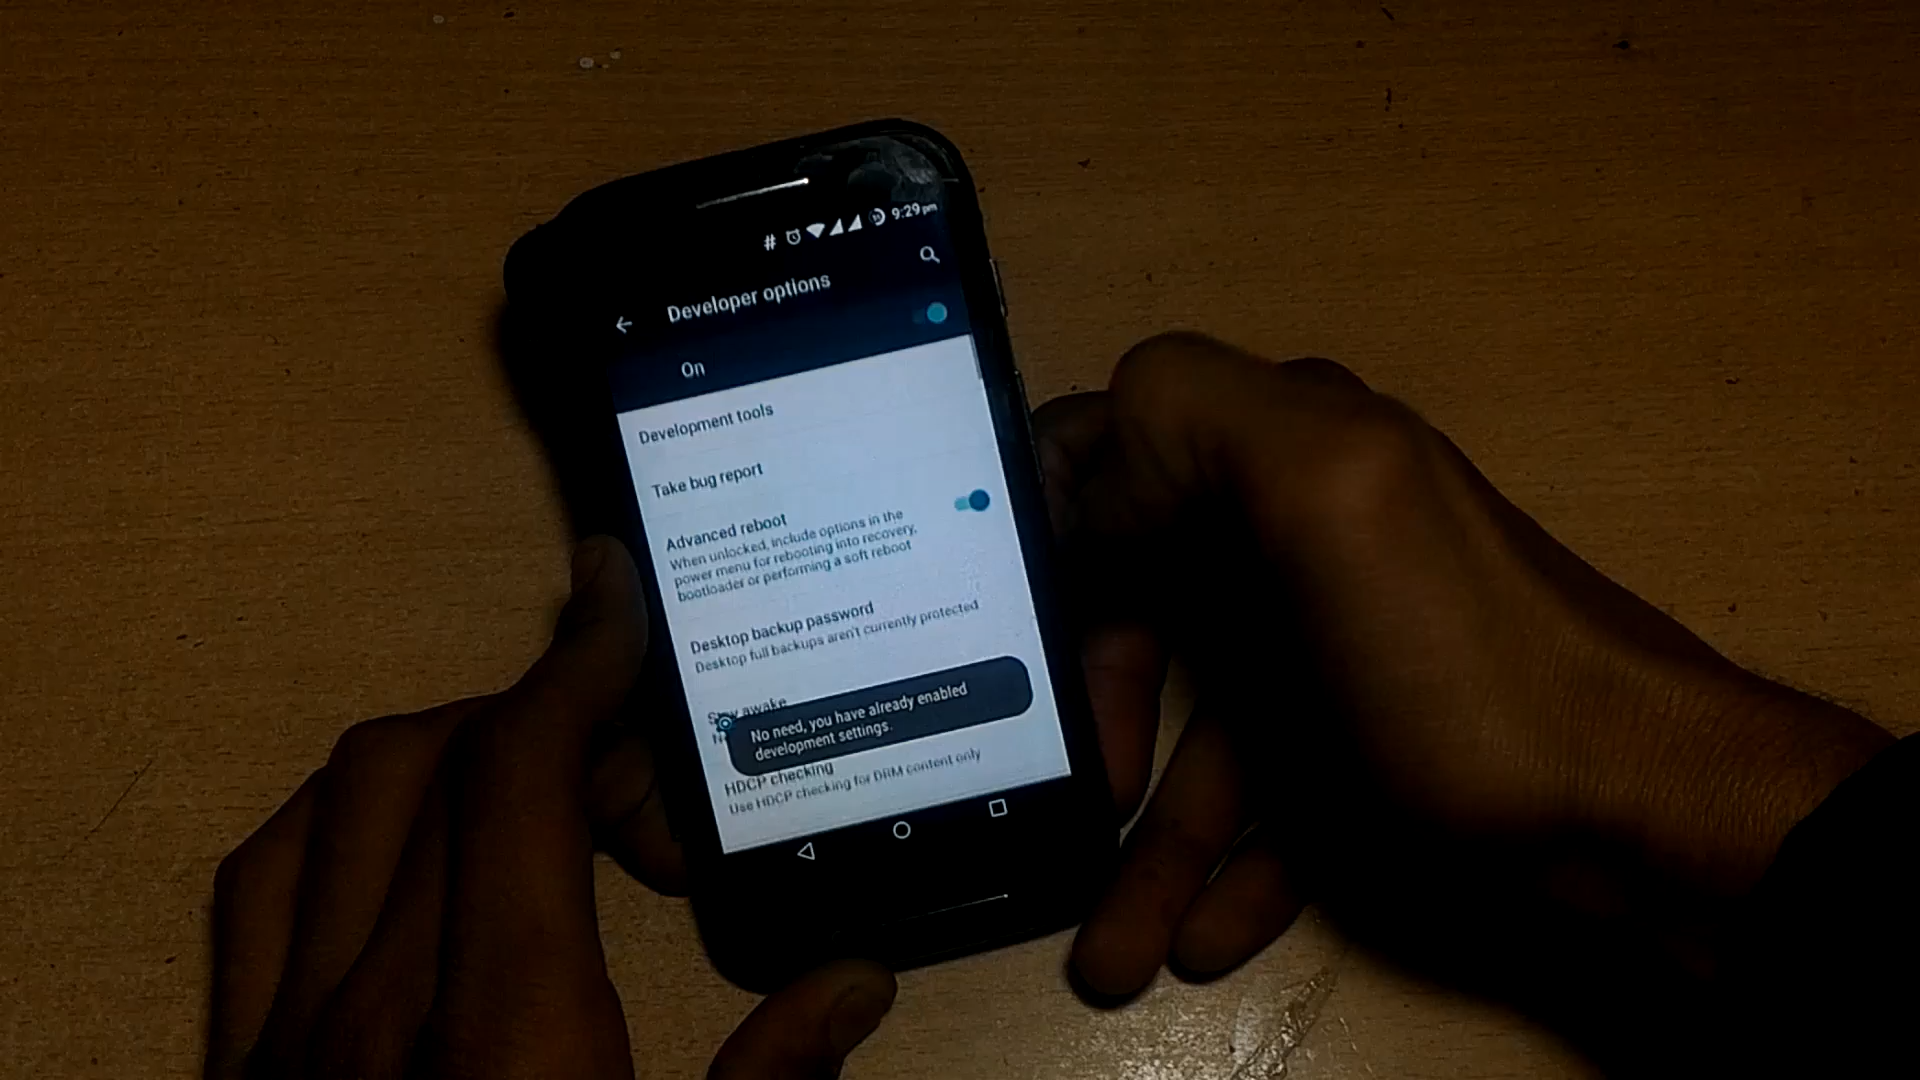 9:29 pm
Developer options
On
Development tools
Take bug report
Advanced reboot
When unlocked, include options in the
power menu for rebooting into recovery,
bootloader or performing a soft reboot
Desktop backup password
Desktop full backups aren't currently protected
Stay awake
No need, you have already enabled
development settings.
HDCP checking
Use HDCP checking for DRM content only